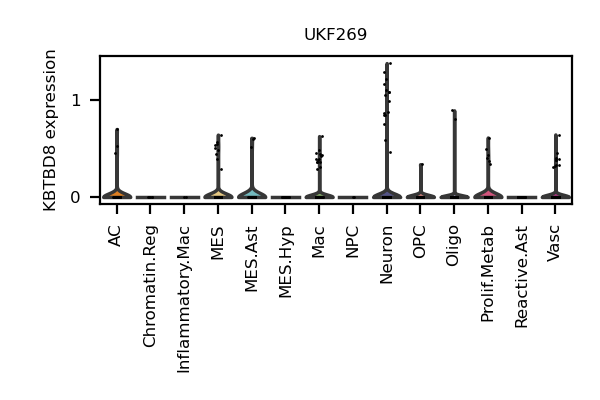 UKF269
KBTBD8 expression
1
0
AC
Chromatin.Reg
Inflammatory.Mac
MES
MES.Ast
MES.Hyp
Mac
NPC
Neuron
OPC
Oligo
Prolif.Metab
Reactive.Ast
Vasc